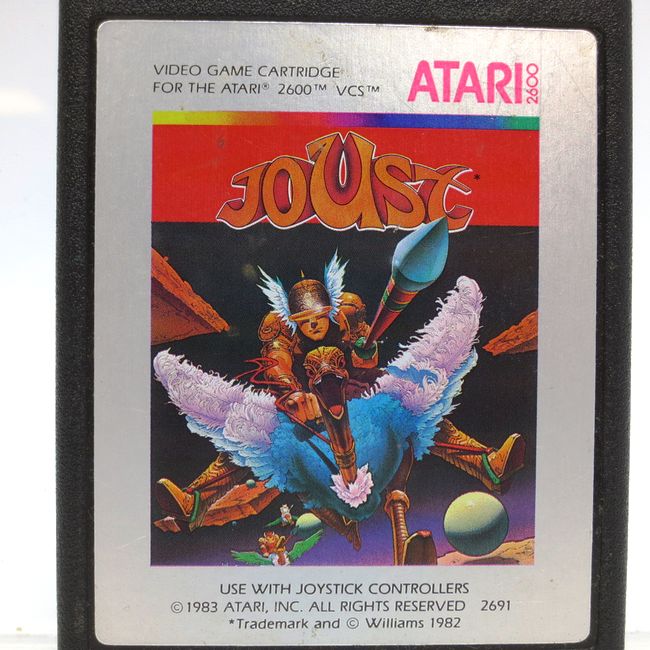 VIDEO GAME CARTRIDGE
FOR THE ATARI® 2600™ VCS™
ATARI 2600
JOUST*
USE WITH JOYSTICK CONTROLLERS
©1983 ATARI, INC. ALL RIGHTS RESERVED 2691
*Trademark and © Williams 1982